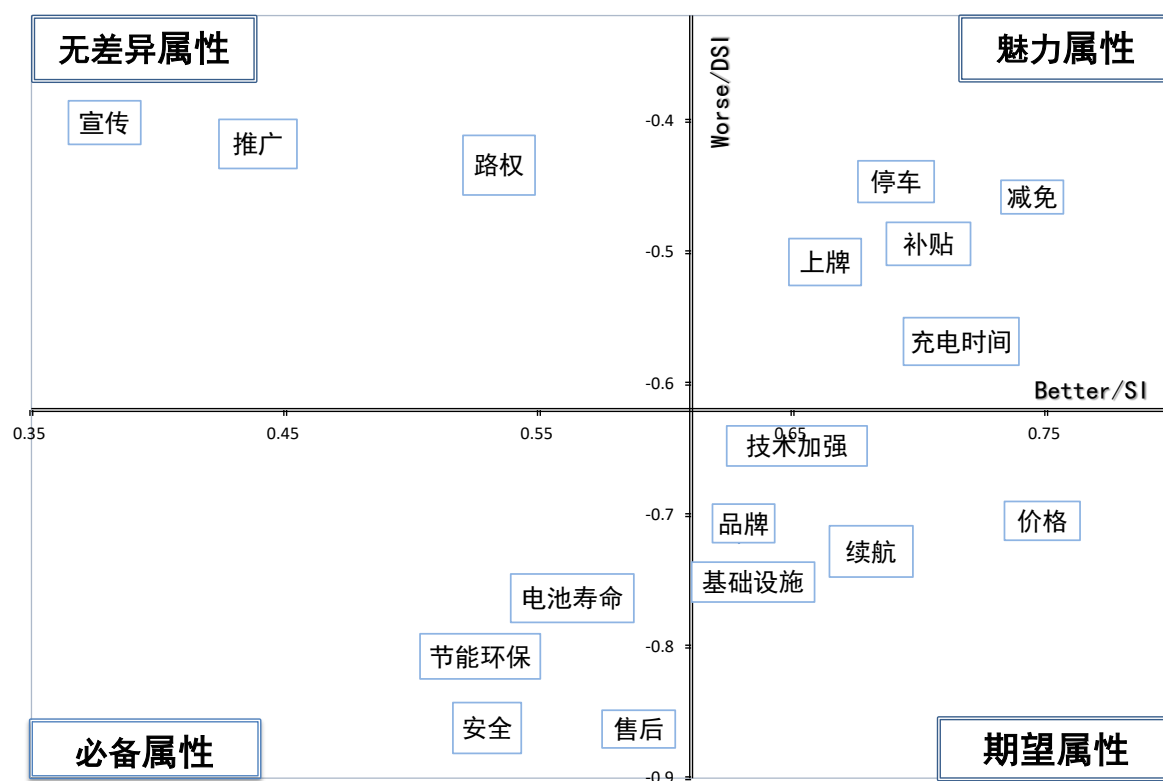 无差异属性
魅力属性
Worse/DSI
宣传
推广
路权
-0.4
停车
减免
补贴
上牌
-0.5
充电时间
-0.6
Better/SI
0.35
0.45
0.55
0.65
0.75
技术加强
-0.7
品牌
价格
续航
基础设施
电池寿命
-0.8
节能环保
安全
售后
必备属性
期望属性
-0.9